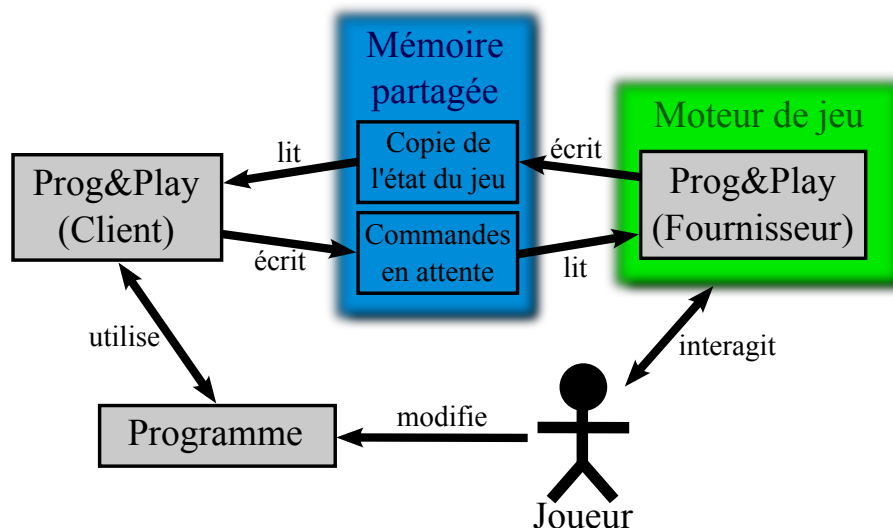 Mémoire
partagée
Moteur de jeu
lit
Copie de
l'état du jeu
écrit
Prog&Play
(Client)
Prog&Play
(Fournisseur)
écrit
Commandes
en attente
lit
utilise
interagit
Programme
modifie
Joueur